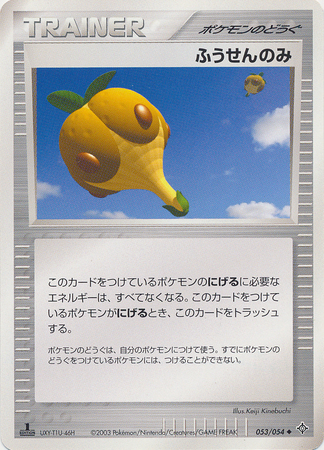 TRAINER
ポケモンのどうぐ
ふうせんのみ
このカードをつけているポケモンのにげるに必要な
エネルギーは、すべてなくなる。このカードをつけて
いるポケモンがにげるとき、このカードをトラッシュ
する。
ポケモンのどうぐは、自分のポケモンにつけて使う。すでにポケモンの
どうぐをつけているポケモンには、つけることができない。
Illus.Keiji Kinebuchi
1 EDITION
UXY-T1U-46H
©2003 Pokémon/Nintendo/Creatures/GAME FREAK
053/054 ◆